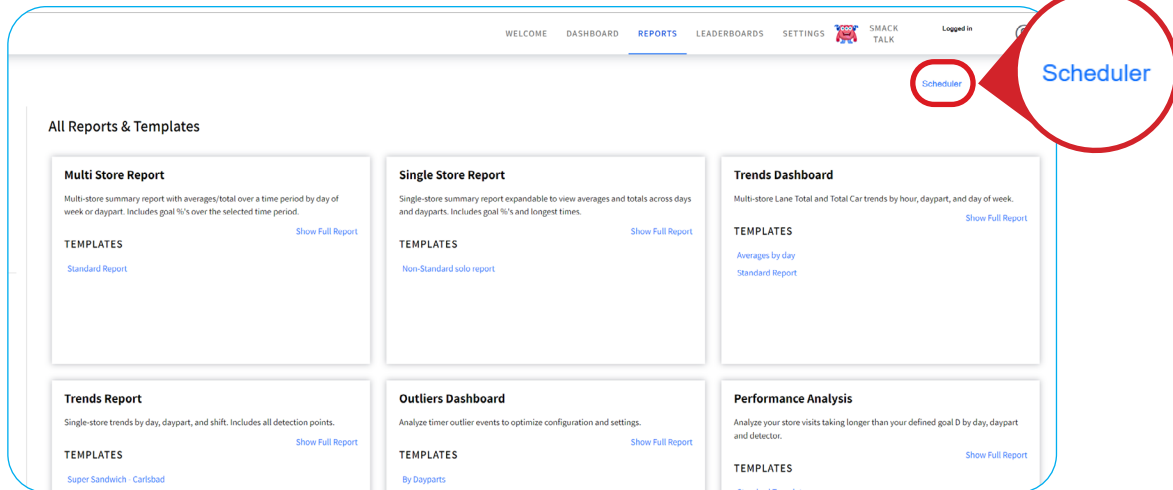 WELCOME DASHBOARD REPORTS LEADERBOARDS SETTINGS SMACK TALK Logged in
Scheduler
Scheduler
All Reports & Templates
Multi Store Report
Multi-store summary report with averages/total over a time period by day of
week or daypart. Includes goal %'s over the selected time period.
Show Full Report
TEMPLATES
Standard Report
Single Store Report
Single-store summary report expandable to view averages and totals across days
and dayparts. Includes goal %'s and longest times.
Show Full Report
TEMPLATES
Non-Standard solo report
Trends Dashboard
Multi-store Lane Total and Total Car trends by hour, daypart, and day of week.
Show Full Report
TEMPLATES
Averages by day
Standard Report
Trends Report
Single-store trends by day, daypart, and shift. Includes all detection points.
Show Full Report
TEMPLATES
Super Sandwich - Carlsbad
Outliers Dashboard
Analyze timer outlier events to optimize configuration and settings.
Show Full Report
TEMPLATES
By Dayparts
Performance Analysis
Analyze your store visits taking longer than your defined goal D by day, daypart
and detector.
Show Full Report
TEMPLATES